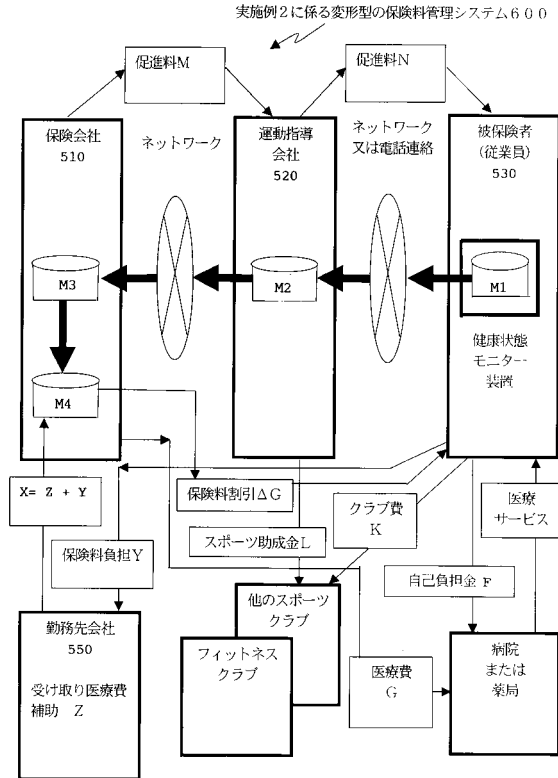 実施例2に係る変形型の保険料管理システム600
促進料M
促進料N
保険会社
510
ネットワーク
運動指導
会社
520
ネットワーク
又は電話連絡
被保険者
(従業員)
530
M3
M2
M1
M4
健康状態
モニター
装置
X= Z + Y
保険料割引ΔG
クラブ費
K
医療
サービス
保険料負担Y
スポーツ助成金L
自己負担金 F
勤務先会社
550
受け取り医療費
補助 Z
他のスポーツ
クラブ
フィットネス
クラブ
医療費
G
病院
または
薬局